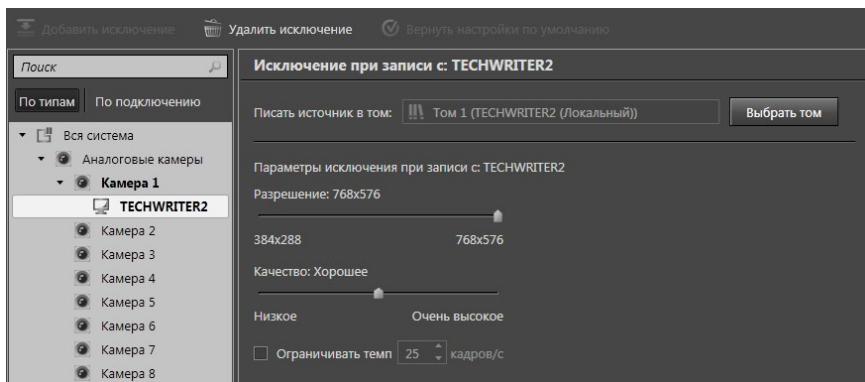 Добавить исключение Удалить исключение Вернуть настройки по умолчанию
Поиск
По типам По подключению
Вся система
Аналоговые камеры
Камера 1
TECHWRITER2
Камера 2
Камера 3
Камера 4
Камера 5
Камера 6
Камера 7
Камера 8
Исключение при записи с: TECHWRITER2
Писать источник в том: Том 1 (TECHWRITER2 (Локальный)) Выбрать том
Параметры исключения при записи с: TECHWRITER2
Разрешение: 768x576
384x288 768x576
Качество: Хорошее
Низкое Очень высокое
Ограничивать темп 25 кадров/с